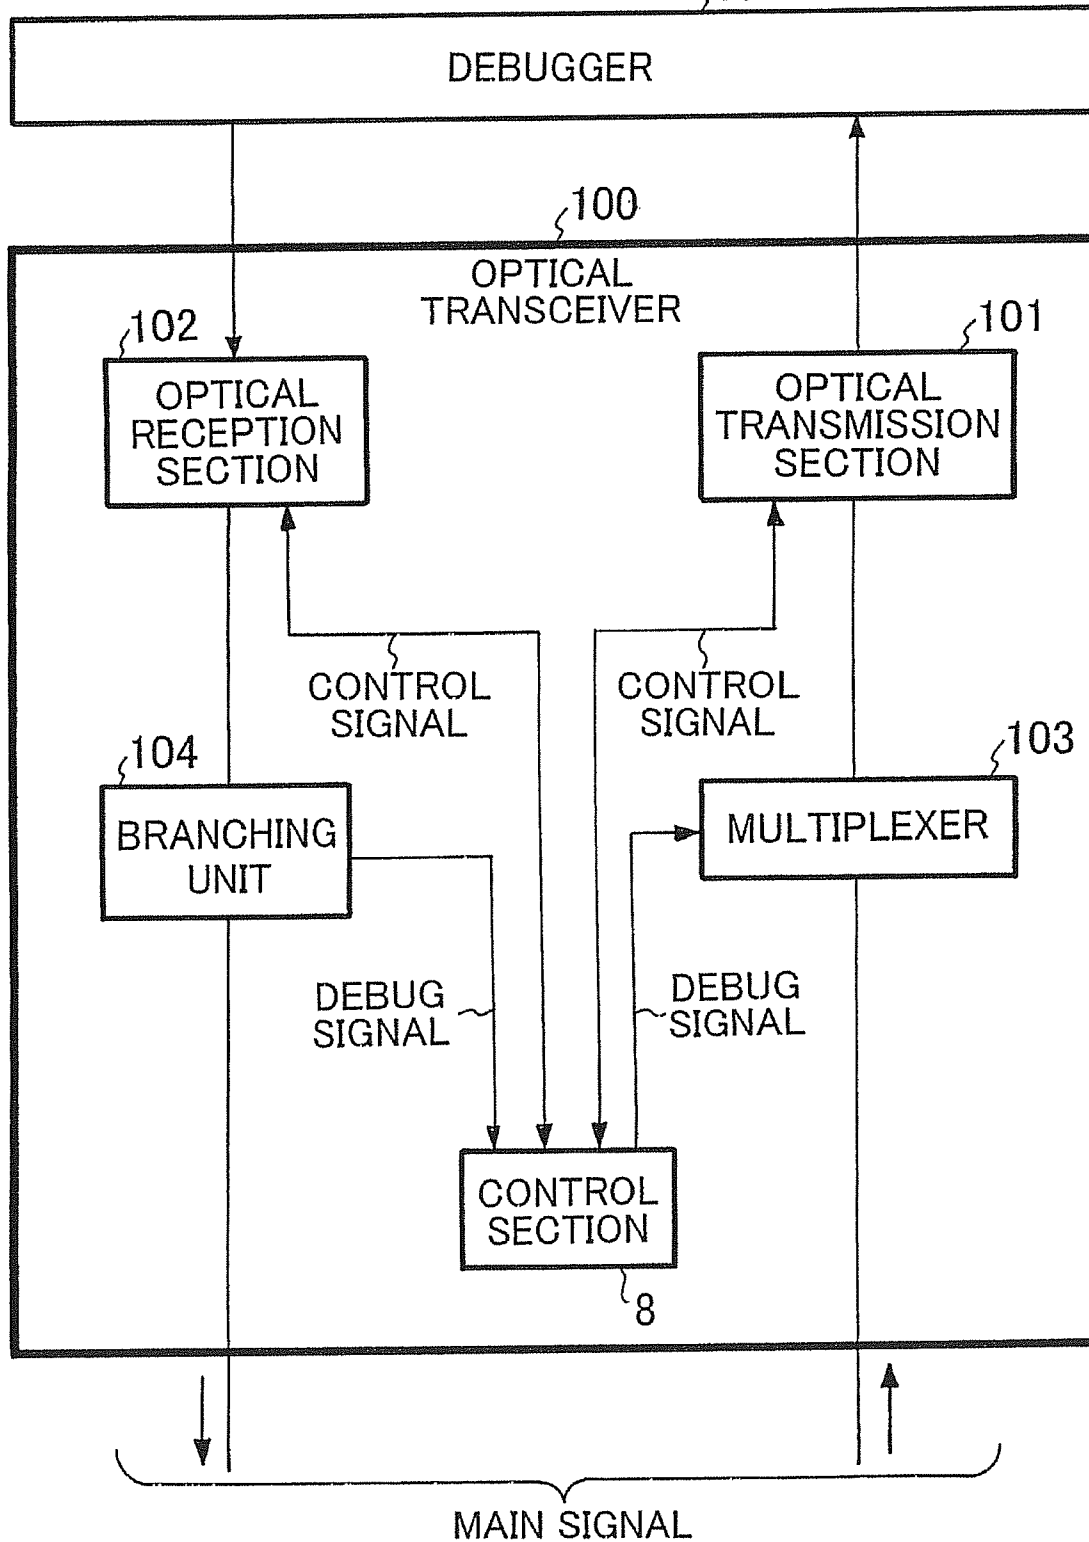 DEBUGGER
100
OPTICAL
TRANSCEIVER
102
101
OPTICAL
RECEPTION
SECTION
OPTICAL
TRANSMISSION
SECTION
CONTROL
SIGNAL
CONTROL
SIGNAL
104
103
BRANCHING
UNIT
MULTIPLEXER
DEBUG
SIGNAL
DEBUG
SIGNAL
CONTROL
SECTION
8
MAIN SIGNAL